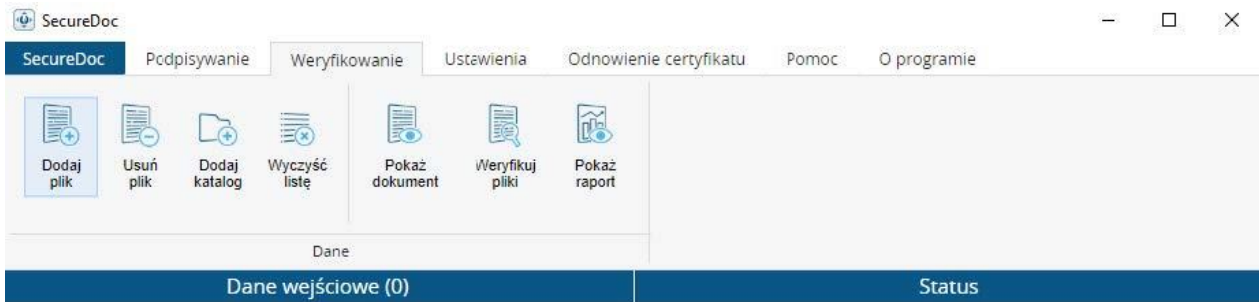 SecureDoc
SecureDoc Podpisywanie Weryfikowanie Ustawienia Odnowienie certyfikatu Pomoc O programie
Dodaj plik
Usuń plik
Dodaj katalog
Wyczyść listę
Pokaż dokument
Weryfikuj pliki
Pokaż raport
Dane
Dane wejściowe (0) Status